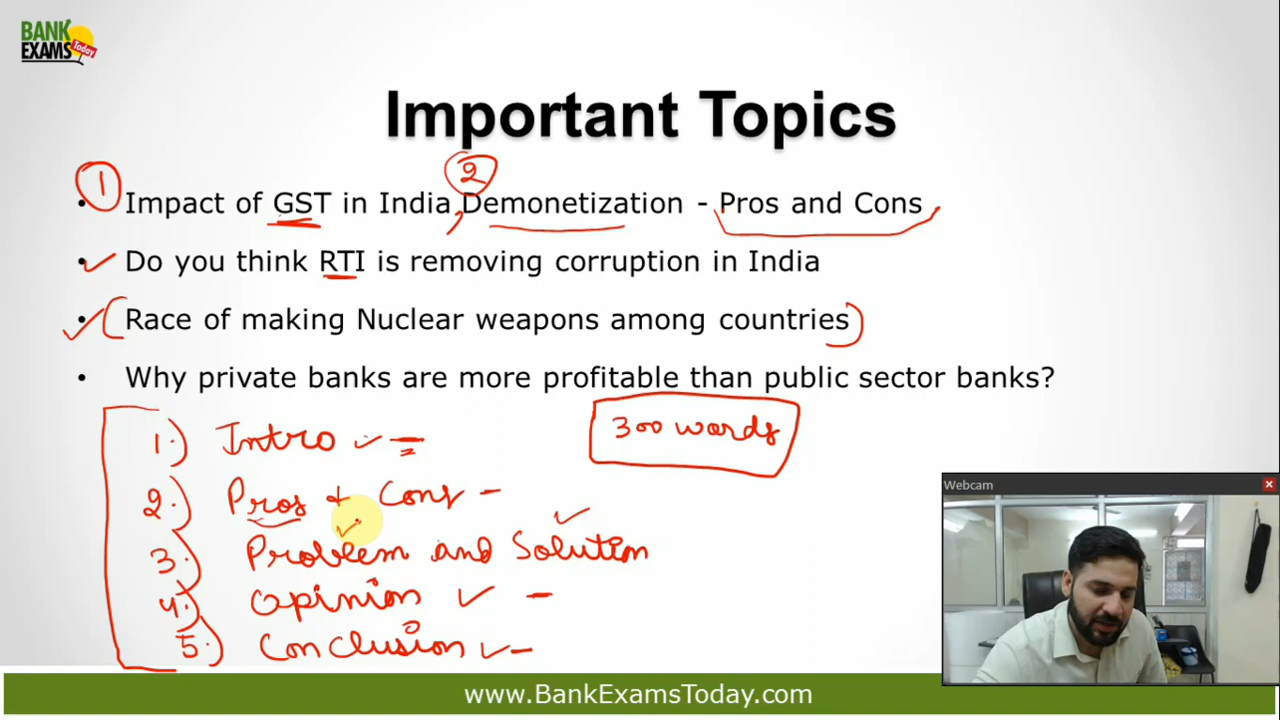 BANK
EXAMS Today
Important Topics
1
2
• Impact of GST in India , Demonetization - Pros and Cons
• Do you think RTI is removing corruption in India
• Race of making Nuclear weapons among countries
• Why private banks are more profitable than public sector banks?
1.) Intro
300 words
2.) Pros + Cons -
3.) Problem and Solution
4.) Opinion -
5.) Conclusion -
Webcam
www.BankExamsToday.com